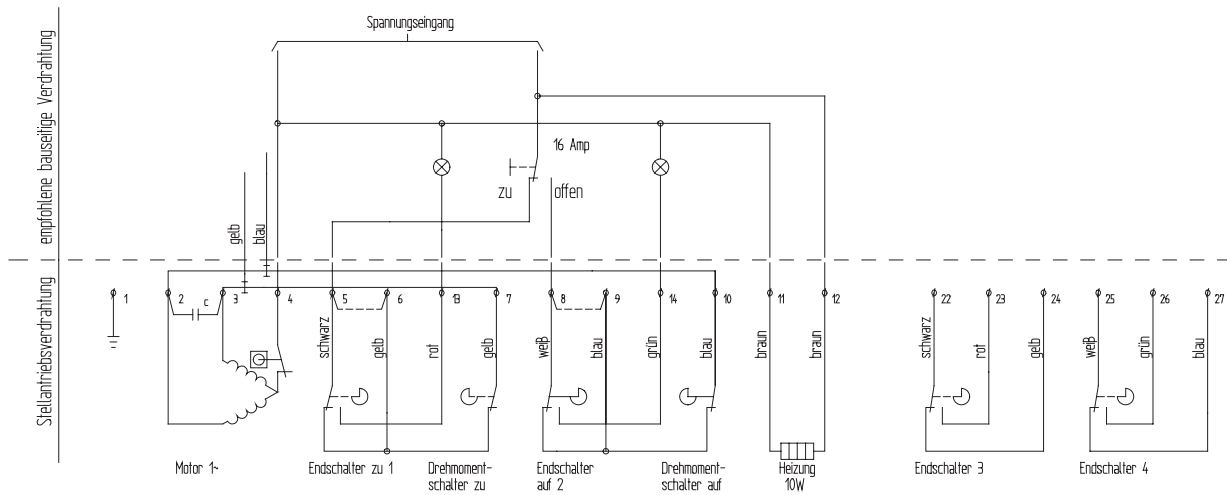 Spannungseingang
empfohlene bauseitige Verdrahtung
16 Amp
zu
offen
gelb
blau
Stellantriebsverdrahtung
1
2
c
3
4
5
6
13
7
8
9
14
10
11
12
22
23
24
25
26
27
schwarz
gelb
rot
gelb
weiß
blau
grün
blau
braun
braun
schwarz
rot
gelb
weiß
grün
blau
Motor 1~
Endschalter zu 1
Drehmoment-
schalter zu
Endschalter
auf 2
Drehmoment-
schalter auf
Heizung
10W
Endschalter 3
Endschalter 4